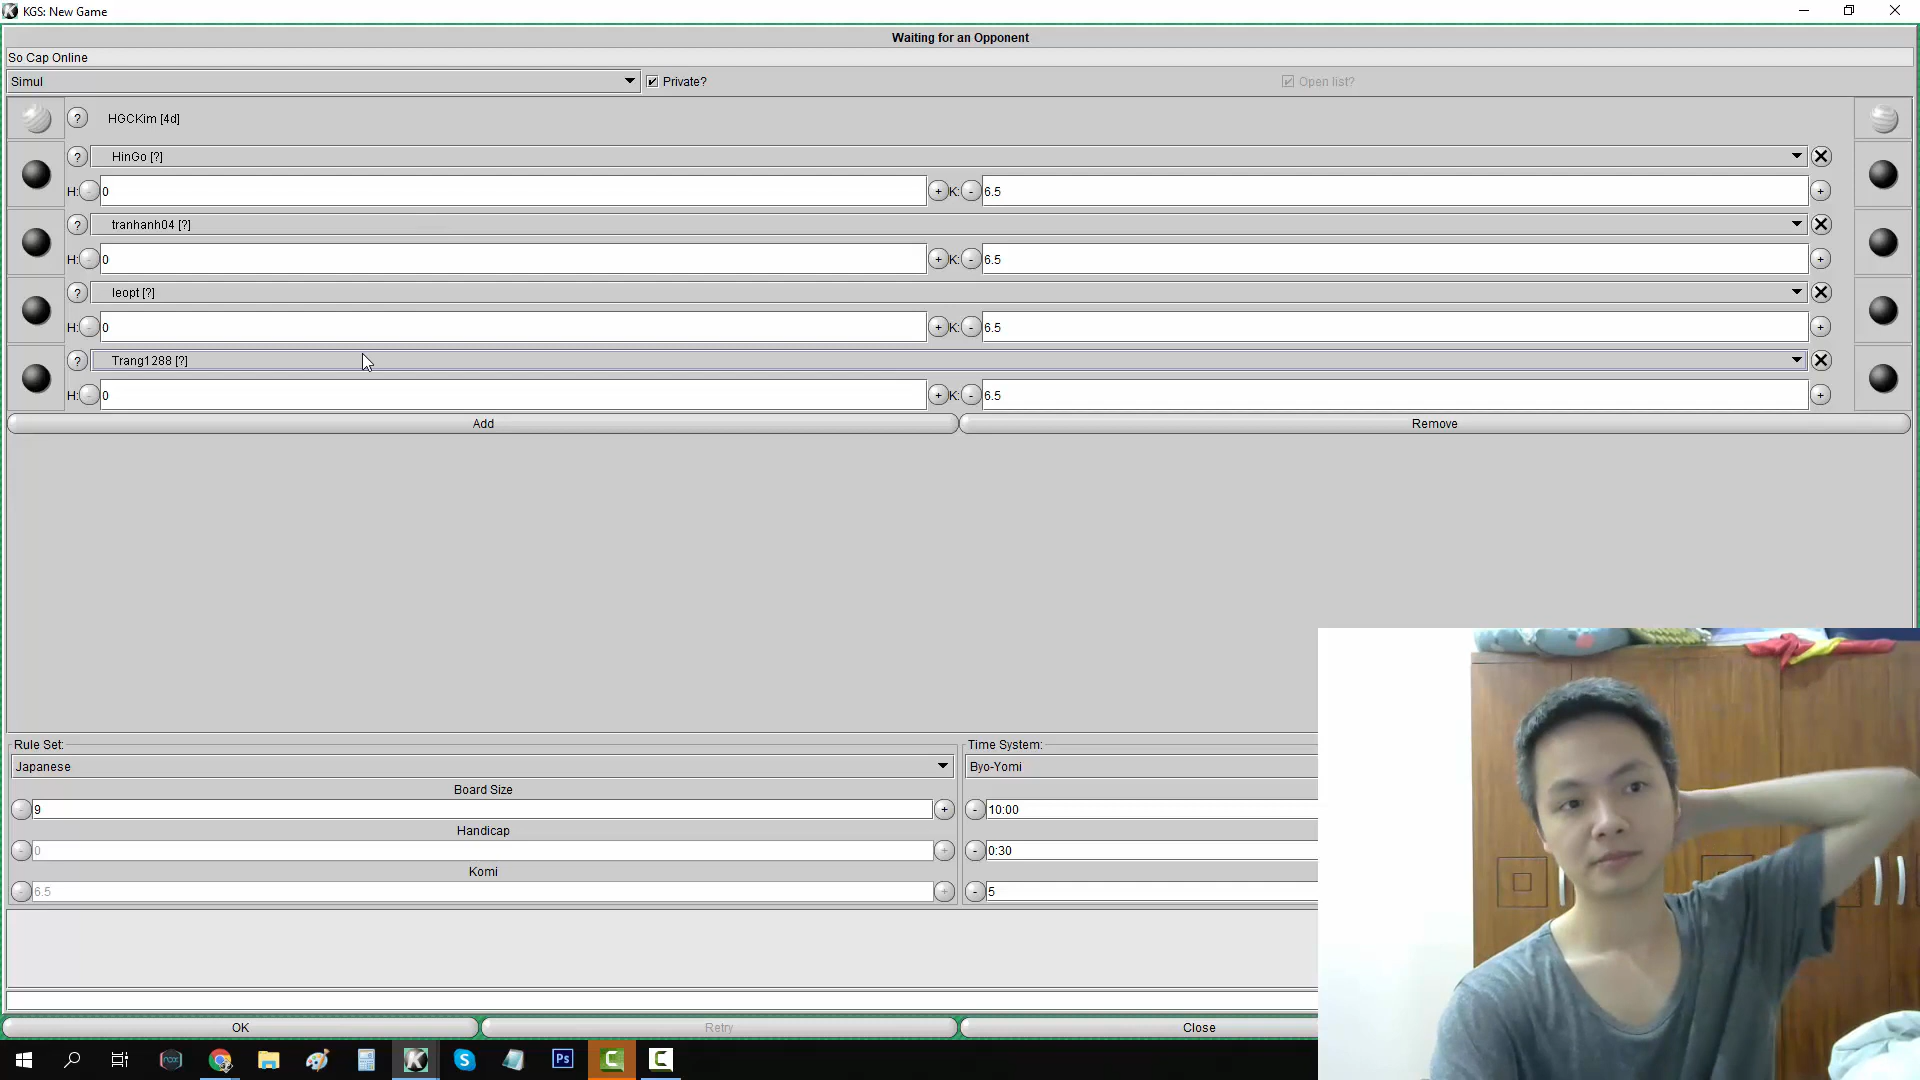 KGS: New Game
Waiting for an Opponent
So Cap Online
Simul
Private?
Open list?
? HGCKim [4d]
? HinGo [?]
H: - 0 + K: - 6.5 +
? tranhanh04 [?]
H: - 0 + K: - 6.5 +
? leopt [?]
H: - 0 + K: - 6.5 +
? Trang1288 [?]
H: - 0 + K: - 6.5 +
Add
Remove
Rule Set:
Japanese
Board Size
- 9 +
Handicap
- 0 +
Komi
- 6.5 +
Time System:
Byo-Yomi
- 10:00
- 0:30
- 5
OK
Retry
Close
nox
K
S
Ps
C
C